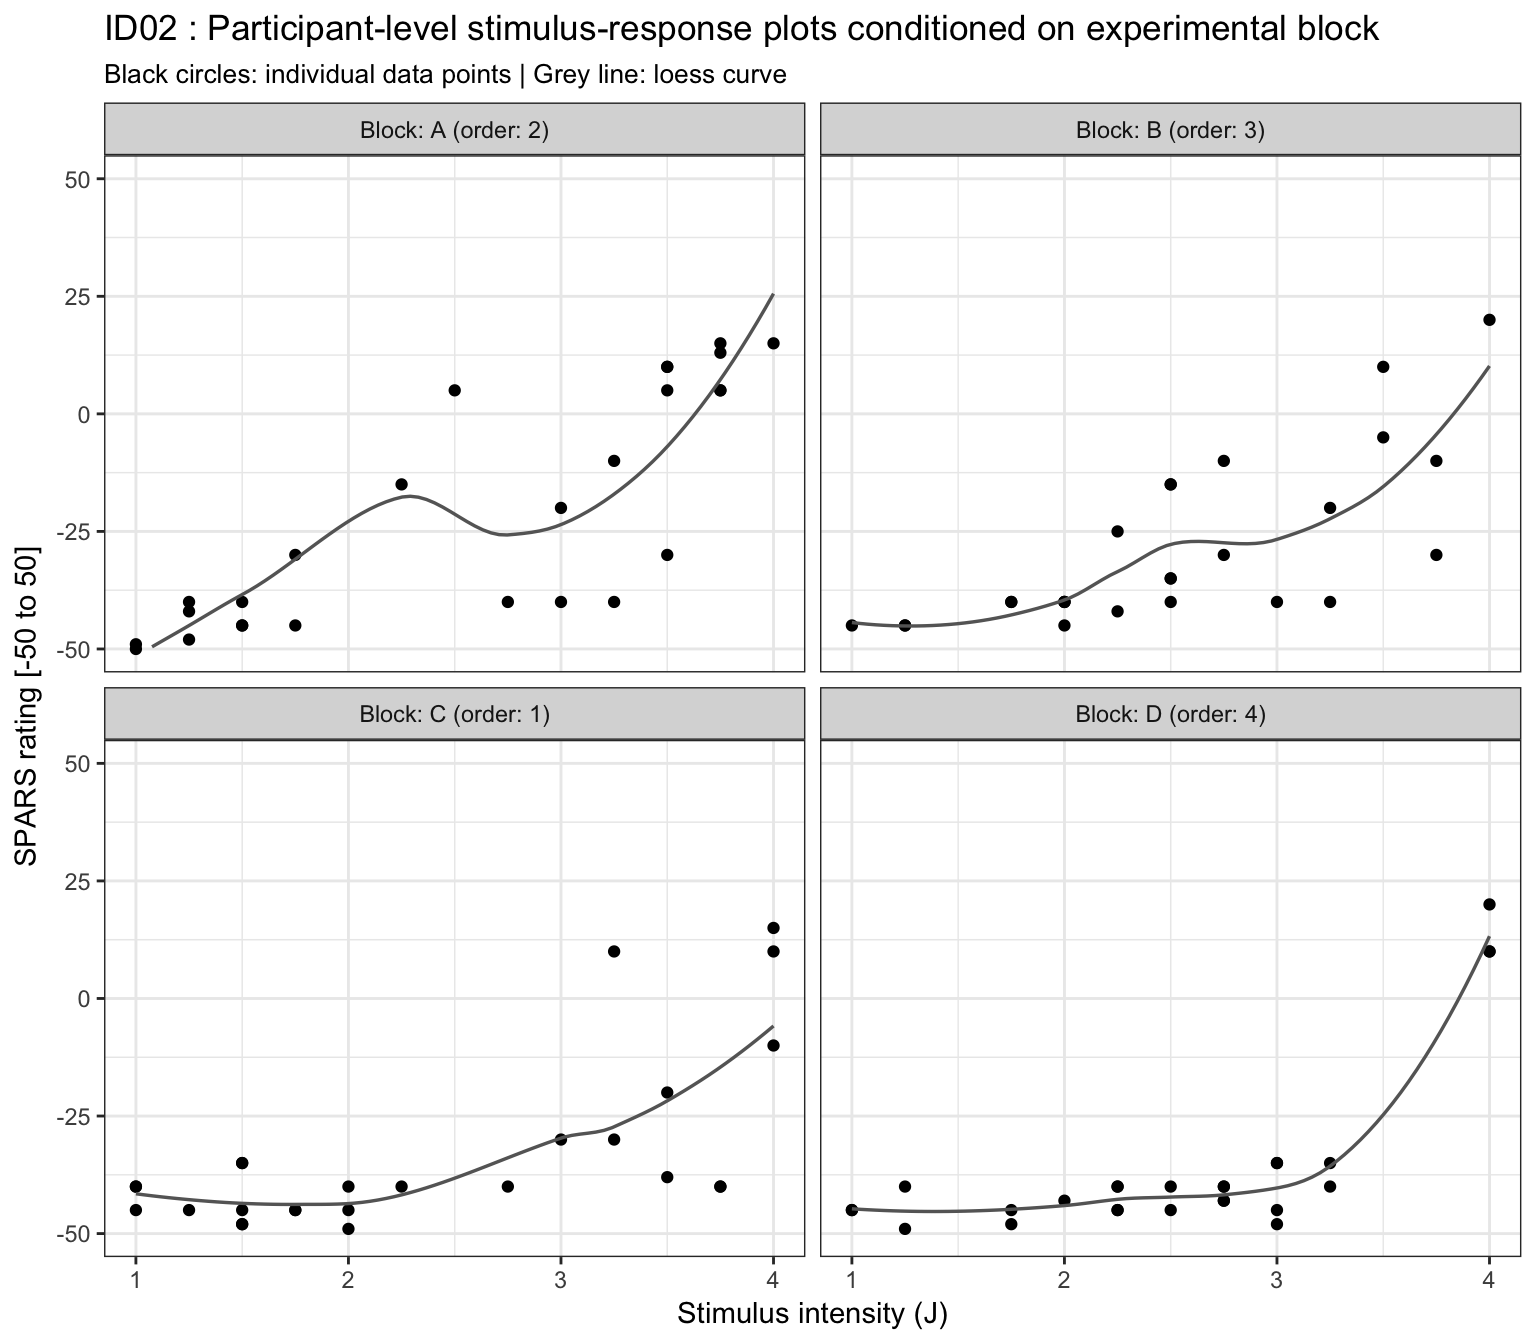 ID02 : Participant-level stimulus-response plots conditioned on experimental block
Black circles: individual data points | Grey line: loess curve
Block: A (order: 2)
Block: B (order: 3)
50
25
0
-25
-50
Block: C (order: 1)
Block: D (order: 4)
50
25
0
-25
-50
SPARS rating [-50 to 50]
1 2 3 4 1 2 3 4
Stimulus intensity (J)